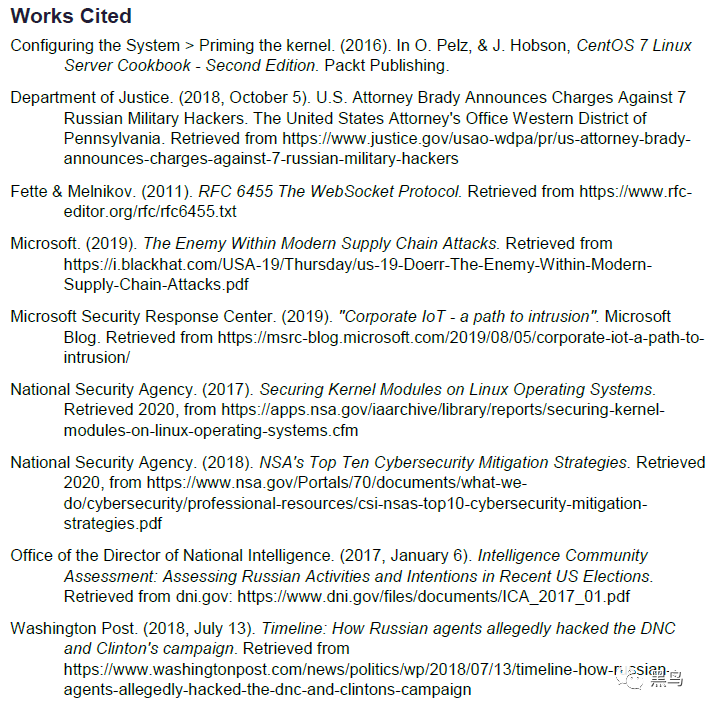 Works Cited
Configuring the System > Priming the kernel. (2016). In O. Pelz, & J. Hobson, CentOS 7 Linux
Server Cookbook - Second Edition. Packt Publishing.
Department of Justice. (2018, October 5). U.S. Attorney Brady Announces Charges Against 7
Russian Military Hackers. The United States Attorney's Office Western District of
Pennsylvania. Retrieved from https://www.justice.gov/usao-wdpa/pr/us-attorney-brady-
announces-charges-against-7-russian-military-hackers
Fette & Melnikov. (2011). RFC 6455 The WebSocket Protocol. Retrieved from https://www.rfc-
editor.org/rfc/rfc6455.txt
Microsoft. (2019). The Enemy Within Modern Supply Chain Attacks. Retrieved from
https://i.blackhat.com/USA-19/Thursday/us-19-Doerr-The-Enemy-Within-Modern-
Supply-Chain-Attacks.pdf
Microsoft Security Response Center. (2019). "Corporate IoT - a path to intrusion". Microsoft
Blog. Retrieved from https://msrc-blog.microsoft.com/2019/08/05/corporate-iot-a-path-to-
intrusion/
National Security Agency. (2017). Securing Kernel Modules on Linux Operating Systems.
Retrieved 2020, from https://apps.nsa.gov/iaarchive/library/reports/securing-kernel-
modules-on-linux-operating-systems.cfm
National Security Agency. (2018). NSA's Top Ten Cybersecurity Mitigation Strategies. Retrieved
2020, from https://www.nsa.gov/Portals/70/documents/what-we-
do/cybersecurity/professional-resources/csi-nsas-top10-cybersecurity-mitigation-
strategies.pdf
Office of the Director of National Intelligence. (2017, January 6). Intelligence Community
Assessment: Assessing Russian Activities and Intentions in Recent US Elections.
Retrieved from dni.gov: https://www.dni.gov/files/documents/ICA_2017_01.pdf
Washington Post. (2018, July 13). Timeline: How Russian agents allegedly hacked the DNC
and Clinton's campaign. Retrieved from
https://www.washingtonpost.com/news/politics/wp/2018/07/13/timeline-how-russian-
agents-allegedly-hacked-the-dnc-and-clintons-campaign
黑鸟